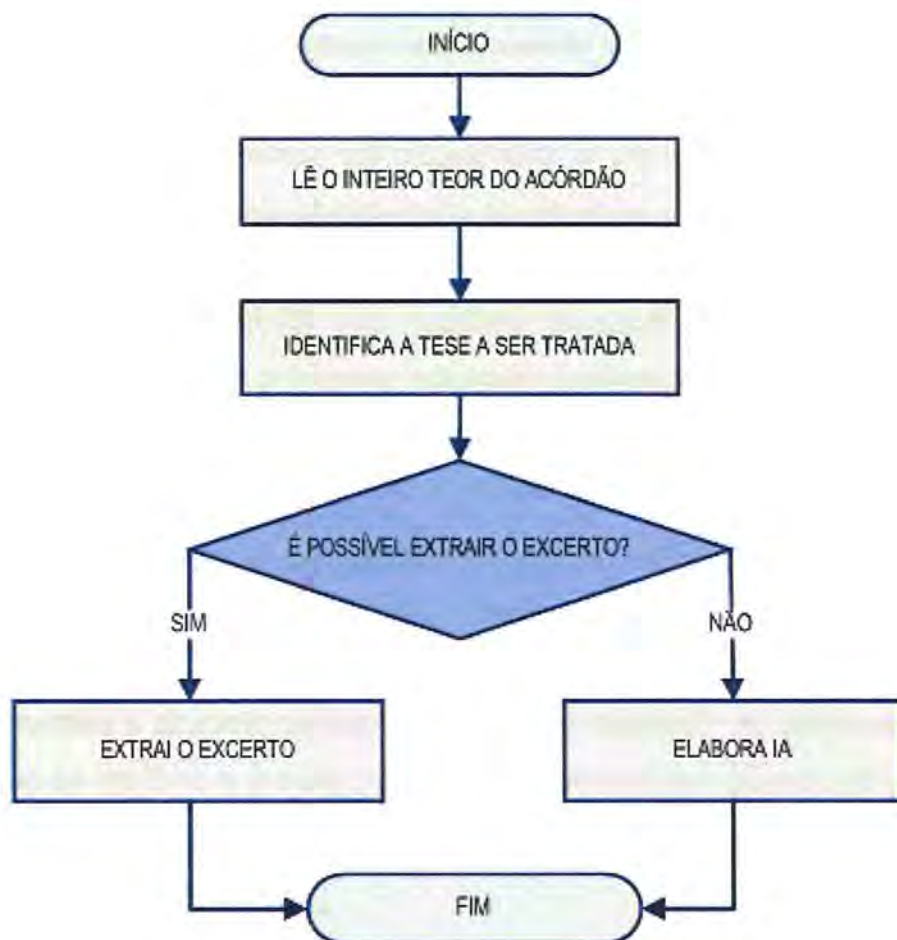 INÍCIO
LÊ O INTEIRO TEOR DO ACÓRDÃO
IDENTIFICA A TESE A SER TRATADA
É POSSÍVEL EXTRAIR O EXCERTO?
SIM
NÃO
EXTRAI O EXCERTO
ELABORA IA
FIM